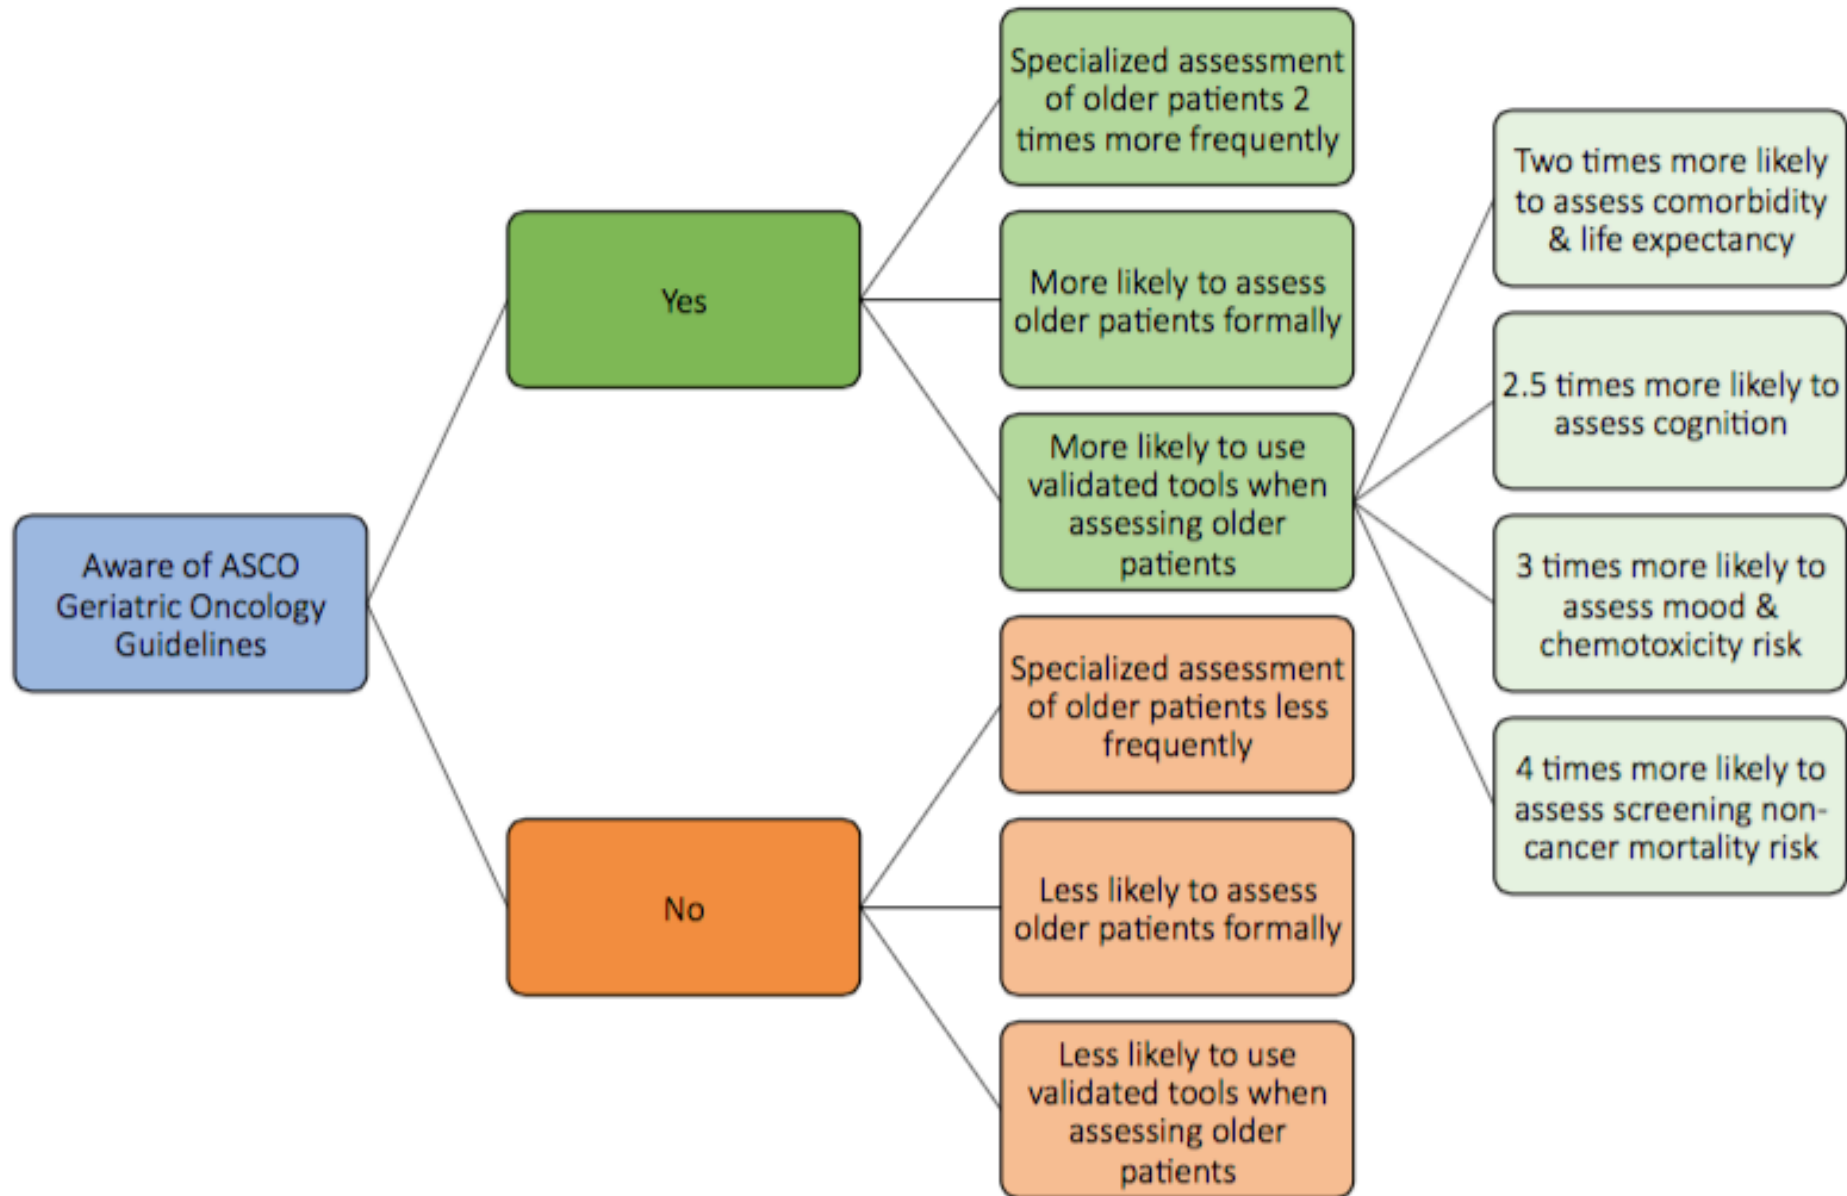 Aware of ASCO
Geriatric Oncology
Guidelines
Yes
Specialized assessment
of older patients 2
times more frequently
More likely to assess
older patients formally
More likely to use
validated tools when
assessing older
patients
Two times more likely
to assess comorbidity
& life expectancy
2.5 times more likely to
assess cognition
3 times more likely to
assess mood &
chemotoxicity risk
4 times more likely to
assess screening non-
cancer mortality risk
No
Specialized assessment
of older patients less
frequently
Less likely to assess
older patients formally
Less likely to use
validated tools when
assessing older
patients